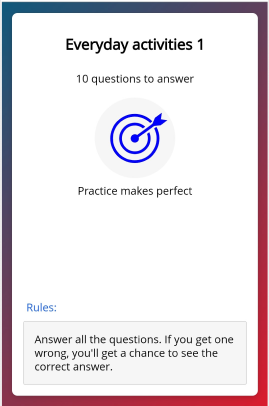 Everyday activities 1
10 questions to answer
Practice makes perfect
Rules:
Answer all the questions. If you get one
wrong, you'll get a chance to see the
correct answer.